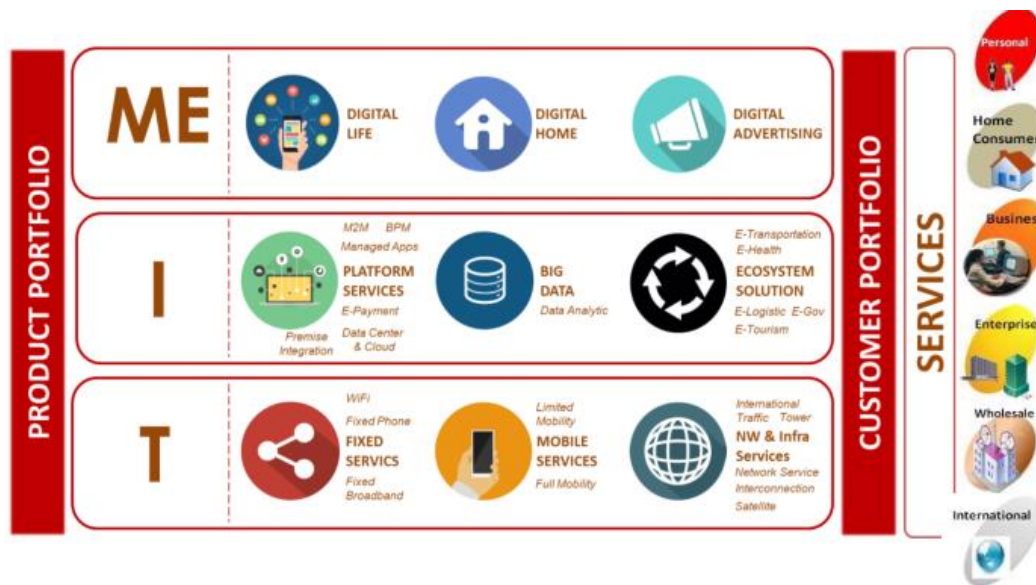 PRODUCT PORTFOLIO
ME
DIGITAL
LIFE
DIGITAL
HOME
DIGITAL
ADVERTISING
I
M2M BPM
Managed Apps
PLATFORM
SERVICES
E-Payment
Premise
Integration
Data Center
& Cloud
BIG
DATA
Data Analytic
E-Transportation
E-Health
ECOSYSTEM
SOLUTION
E-Logistic E-Gov
E-Tourism
T
WiFi
Fixed Phone
FIXED
SERVICS
Fixed
Broadband
Limited
Mobility
MOBILE
SERVICES
Full Mobility
International
Traffic Tower
NW & Infra
Services
Network Service
Interconnection
Satellite
CUSTOMER PORTFOLIO
SERVICES
Personal
Home
Consumer
Busines
Enterprise
Wholesale
International